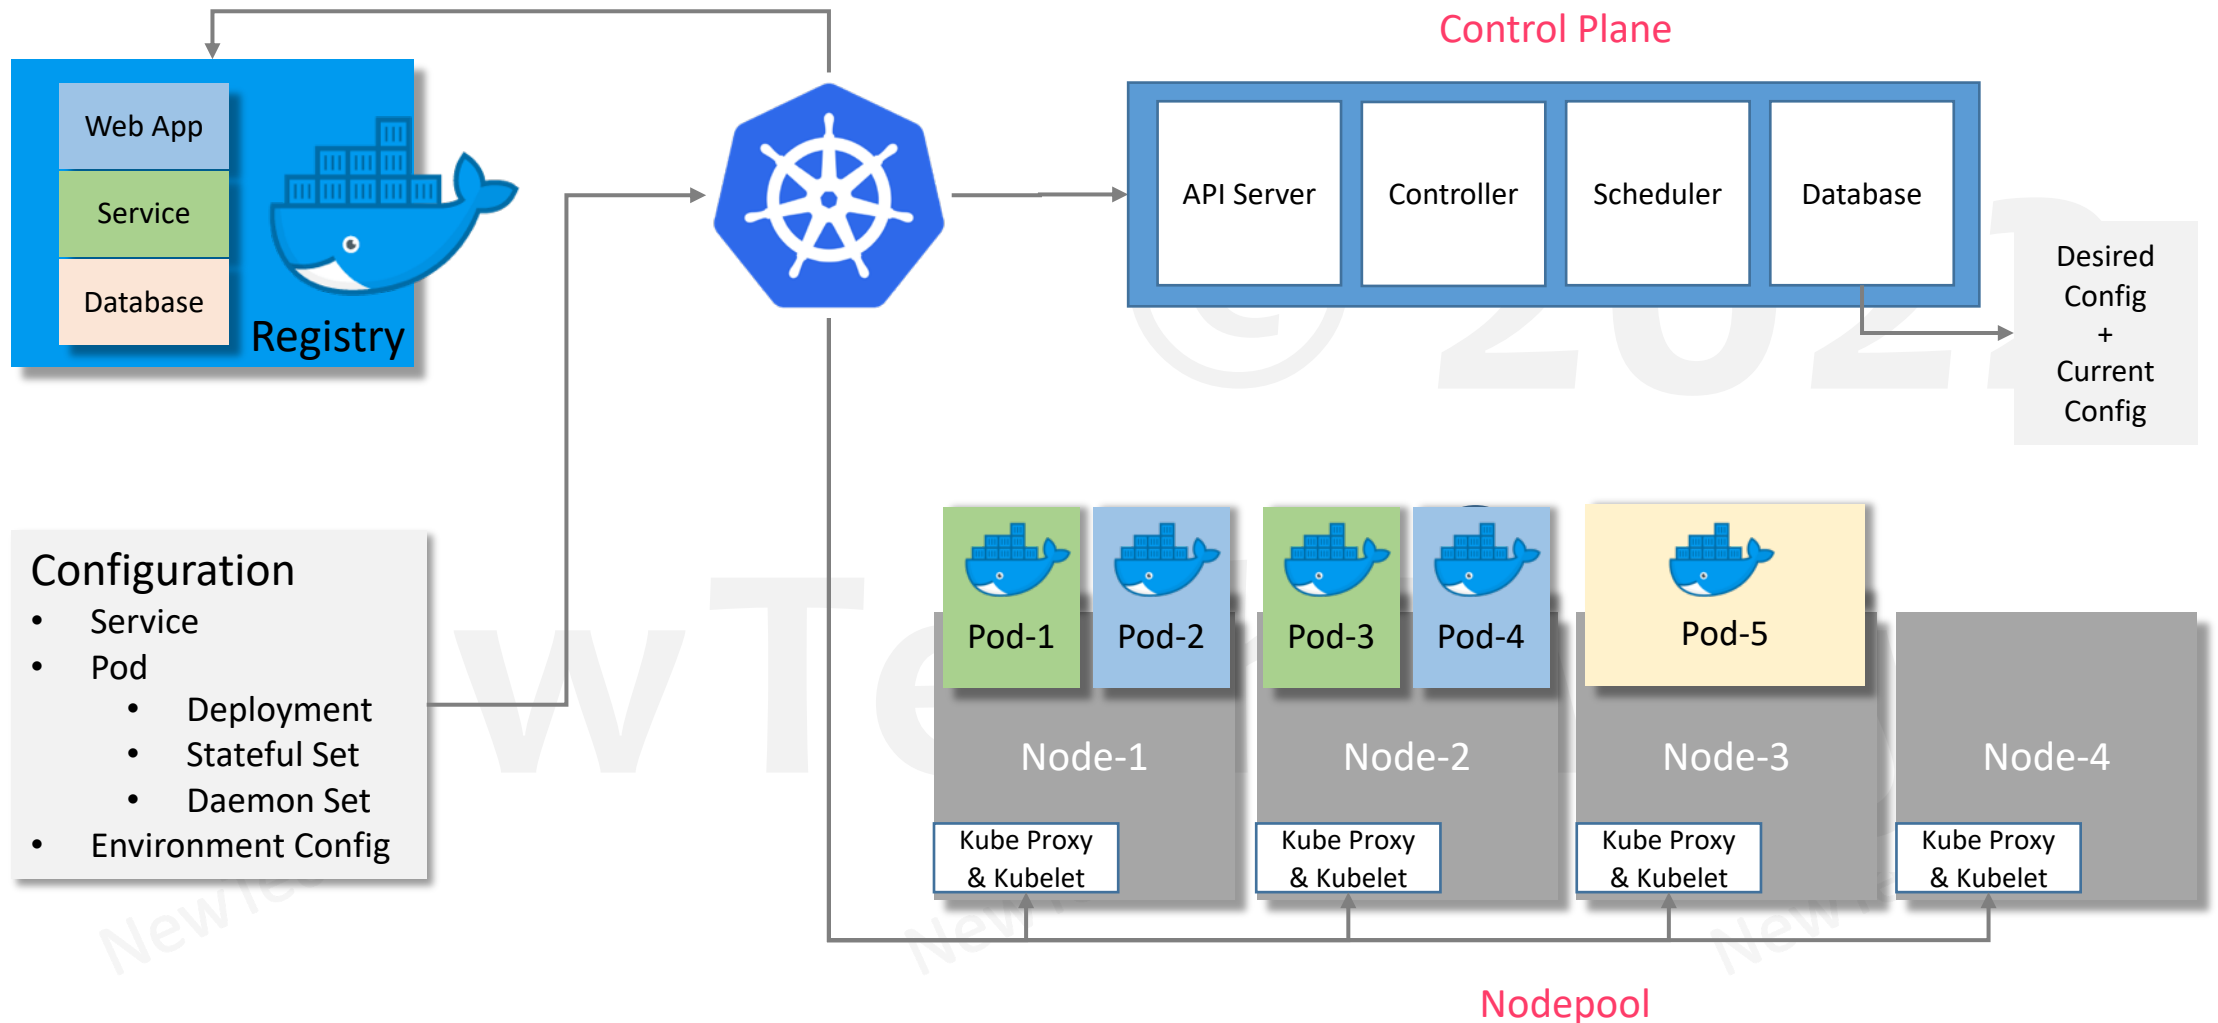 Control Plane
Web App
Service
Database
Registry
API Server
Controller
Scheduler
Database
Desired
Config
+
Current
Config
Configuration
• Service
• Pod
• Deployment
• Stateful Set
• Daemon Set
• Environment Config
Pod-1
Pod-2
Pod-3
Pod-4
Pod-5
Node-1
Node-2
Node-3
Node-4
Kube Proxy
& Kubelet
Kube Proxy
& Kubelet
Kube Proxy
& Kubelet
Kube Proxy
& Kubelet
Nodepool